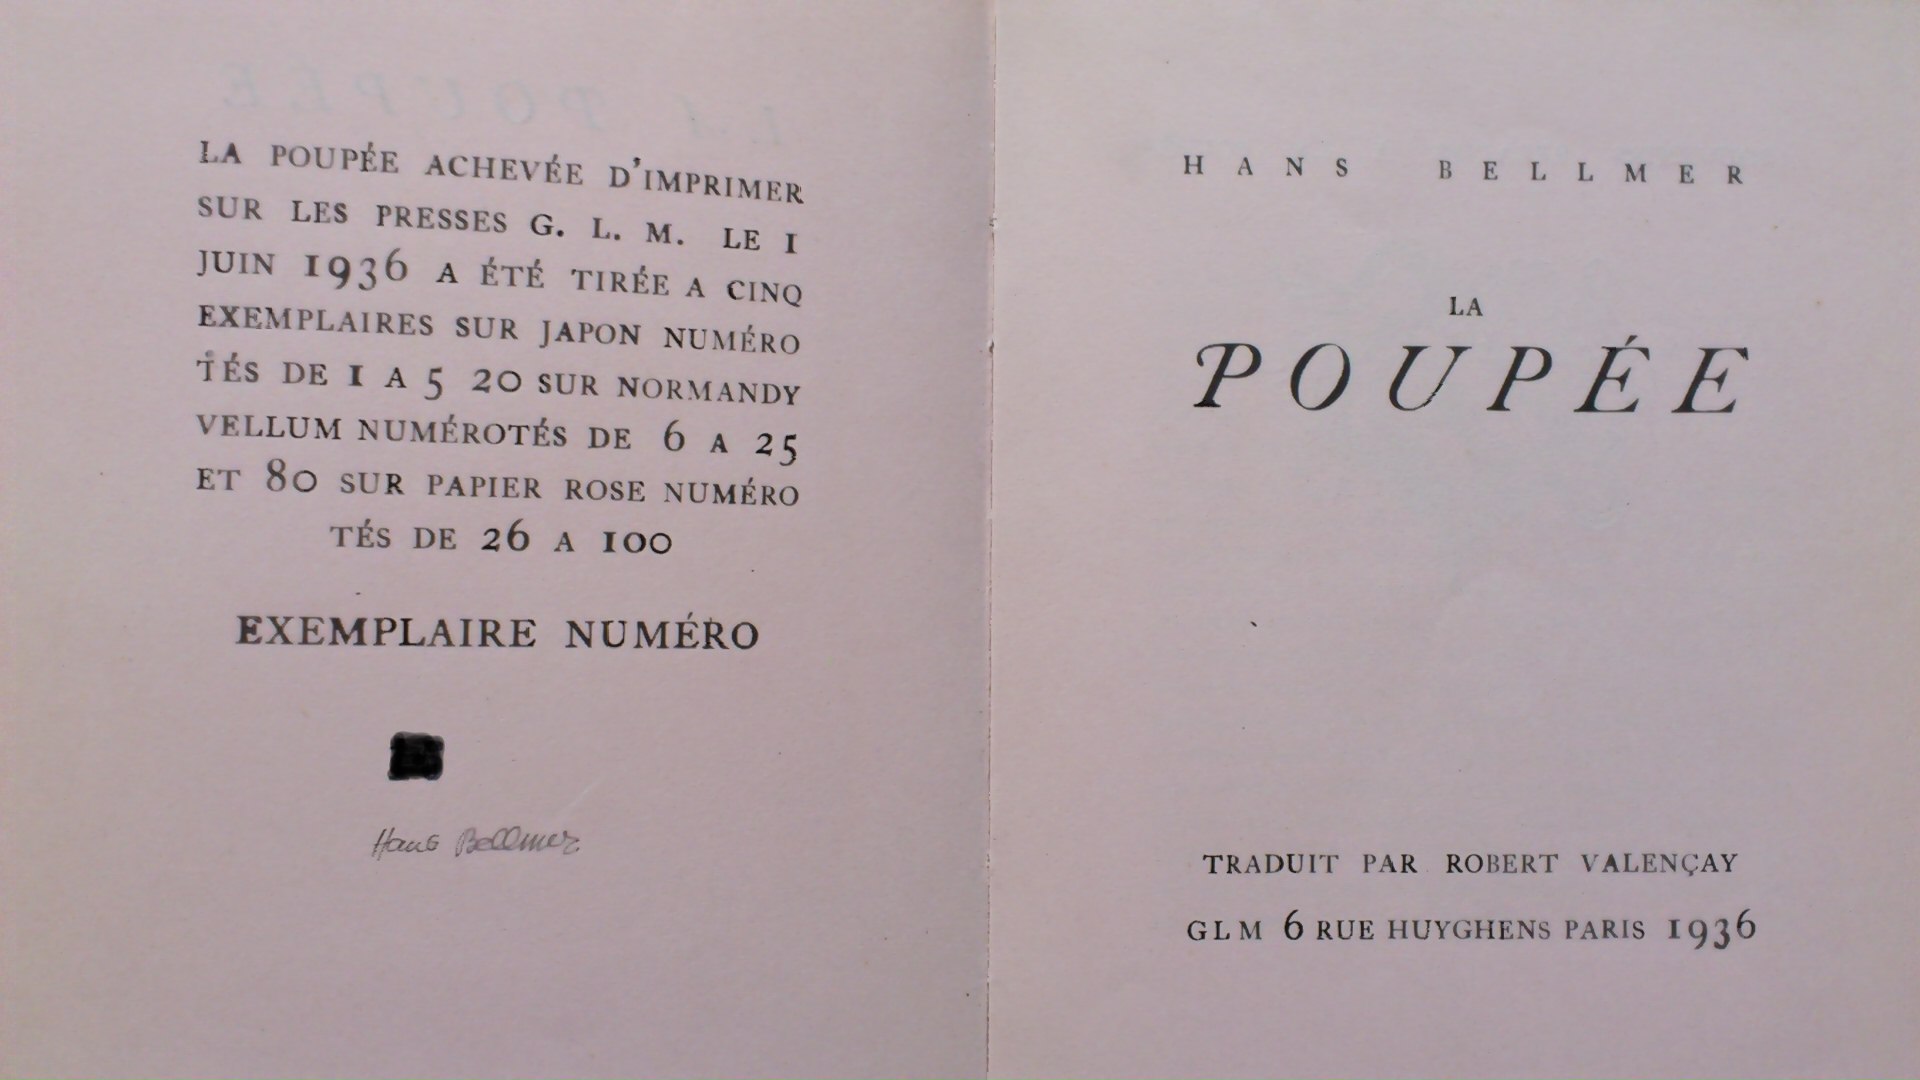 LA POUPÉE ACHEVÉE D'IMPRIMER
SUR LES PRESSES G. L. M. LE I
JUIN 1936 A ÉTÉ TIRÉE A CINQ
EXEMPLAIRES SUR JAPON NUMÉRO
TÉS DE I A 5 20 SUR NORMANDY
VELLUM NUMÉROTÉS DE 6 A 25
ET 80 SUR PAPIER ROSE NUMÉRO
TÉS DE 26 A 100
EXEMPLAIRE NUMÉRO
Hans Bellmer
HANS BELLMER
LA
POUPÉE
TRADUIT PAR ROBERT VALENÇAY
GLM 6 RUE HUYGHENS PARIS 1936